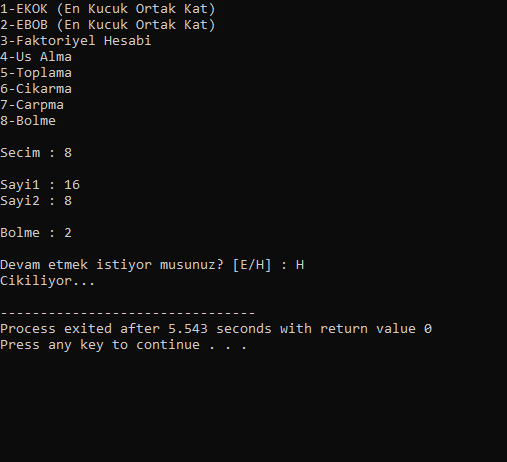 1-EKOK (En Kucuk Ortak Kat)
2-EBOB (En Kucuk Ortak Kat)
3-Faktoriyel Hesabi
4-Us Alma
5-Toplama
6-Cikarma
7-Carpma
8-Bolme
Secim : 8
Sayi1 : 16
Sayi2 : 8
Bolme : 2
Devam etmek istiyor musunuz? [E/H] : H
Cikiliyor...
--------------------------------
Process exited after 5.543 seconds with return value 0
Press any key to continue . . .